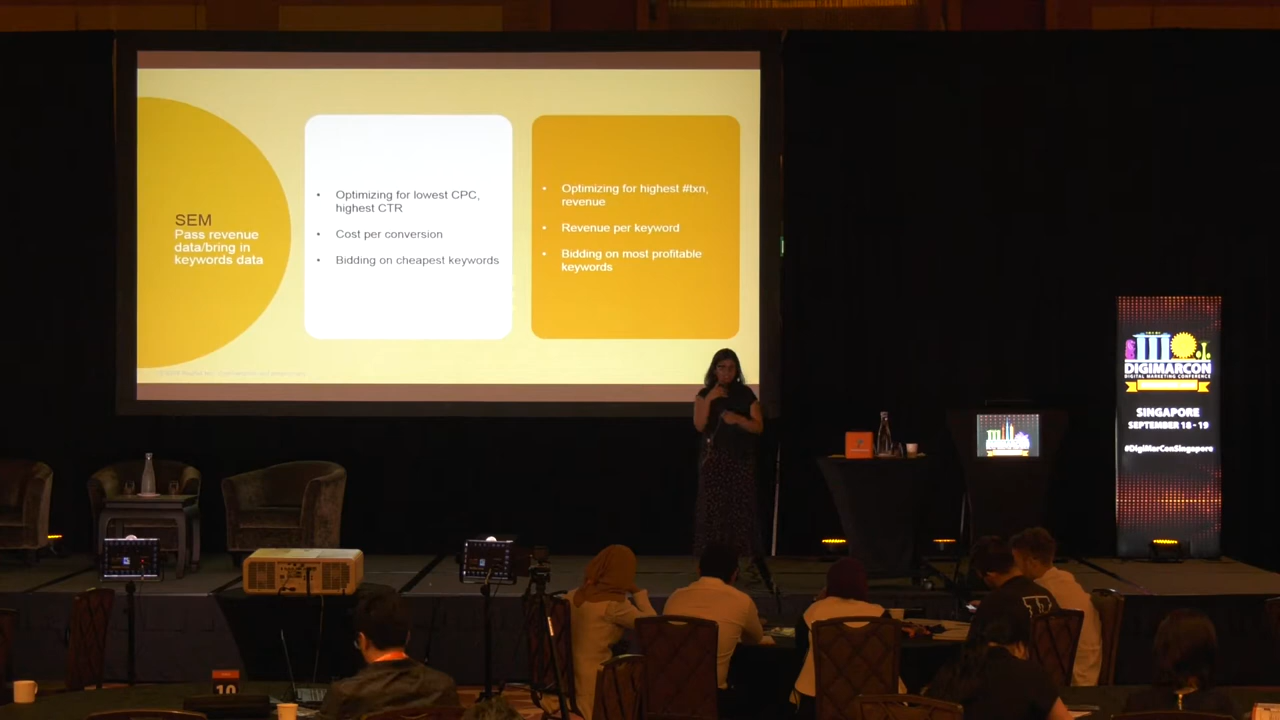 SEM
Pass revenue
data/bring in
keywords data
• Optimizing for lowest CPC,
highest CTR
• Cost per conversion
• Bidding on cheapest keywords
• Optimizing for highest #txn,
revenue
• Revenue per keyword
• Bidding on most profitable
keywords
DIGIMARCON
DIGITAL MARKETING CONFERENCE
SINGAPORE
SEPTEMBER 18 - 19
#DigiMarConSingapore
10